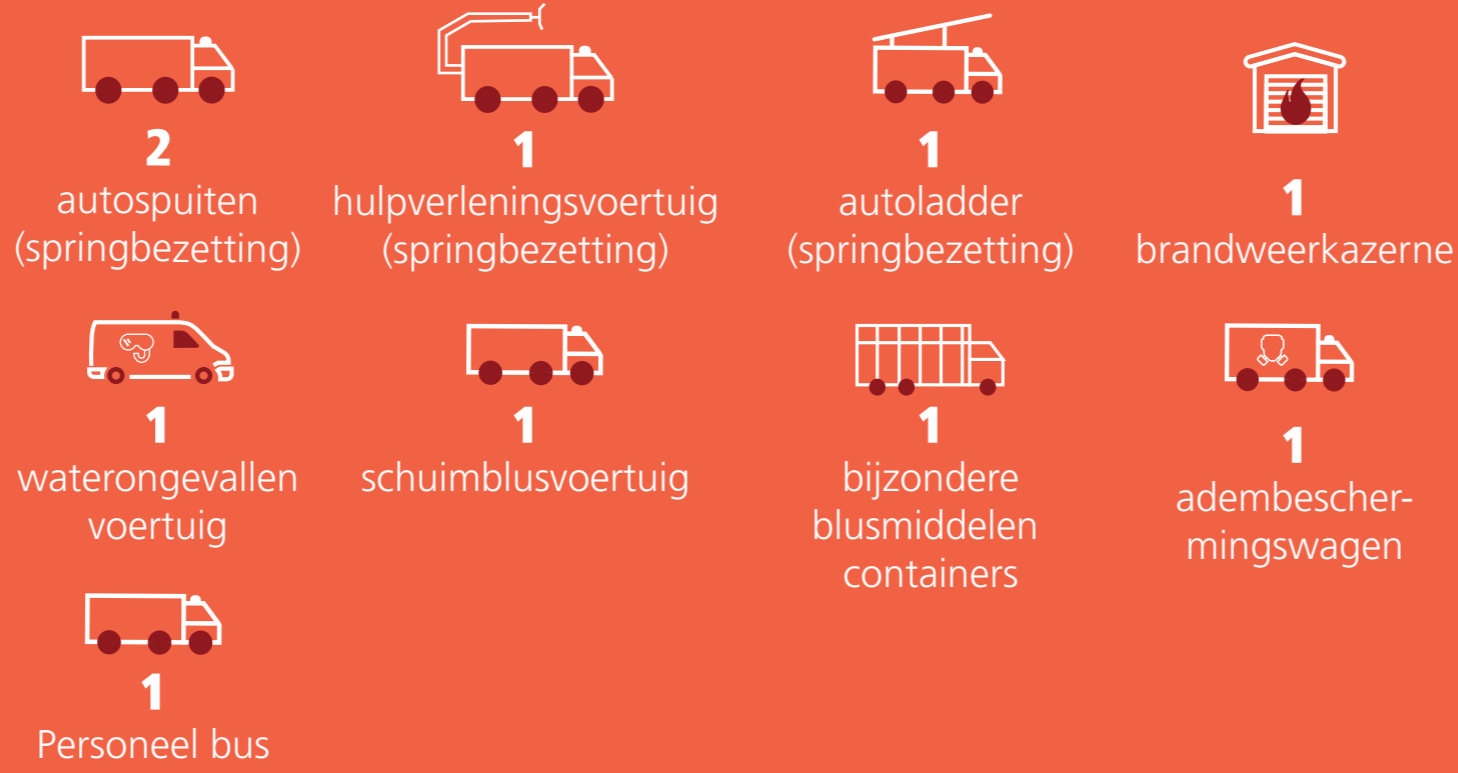 2
autospuiten
(springbezetting)
1
hulpverleningsvoertuig
(springbezetting)
1
autoladder
(springbezetting)
1
brandweerkazerne
1
waterongevallen
voertuig
1
schuimblusvoertuig
1
bijzondere
blusmiddelen
containers
1
adembescher-
mingswagen
1
Personeel bus